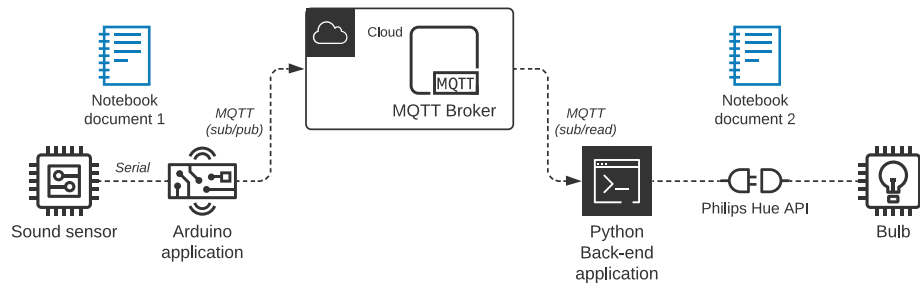 Notebook
document 1
Cloud
MQTT
MQTT Broker
MQTT
(sub/pub)
MQTT
(sub/read)
Notebook
document 2
Serial
Sound sensor
Arduino
application
Python
Back-end
application
Philips Hue API
Bulb